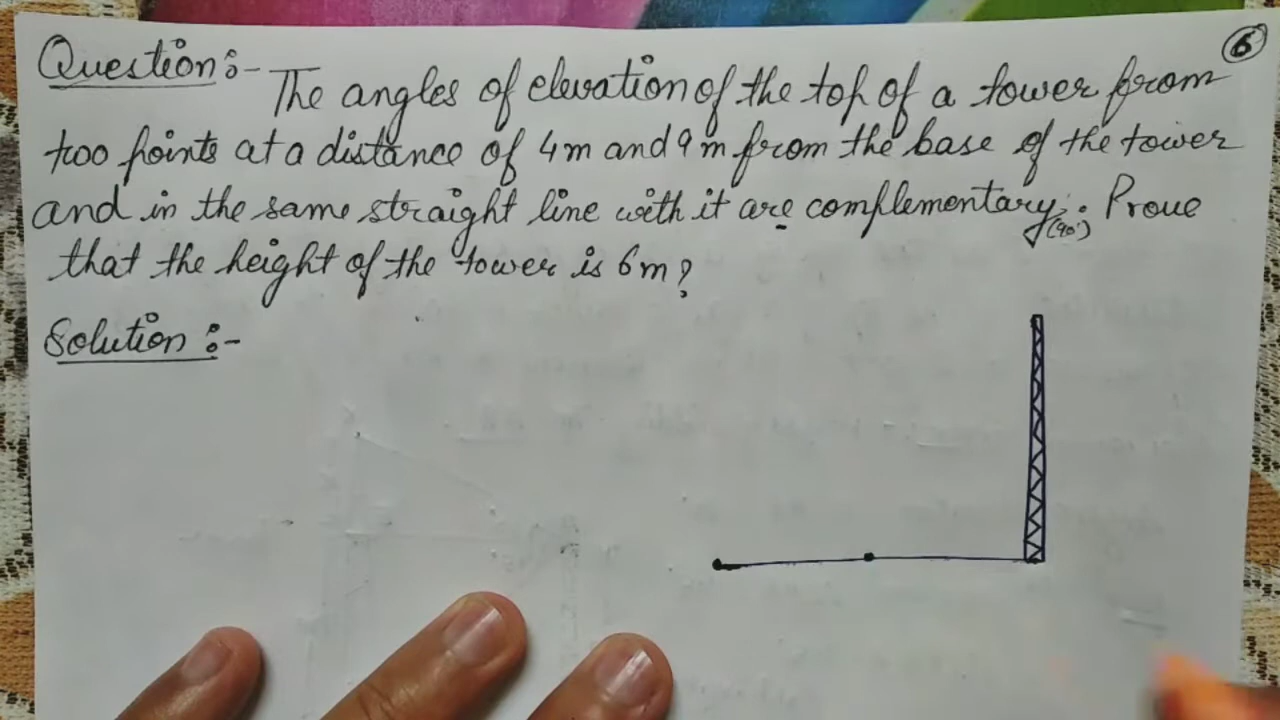 6
Question:- The angles of elevation of the top of a tower from
two points at a distance of 4m and 9m from the base of the tower
and in the same straight line with it are complementary. Prove
(90°)
that the height of the tower is 6m?
Solution:-